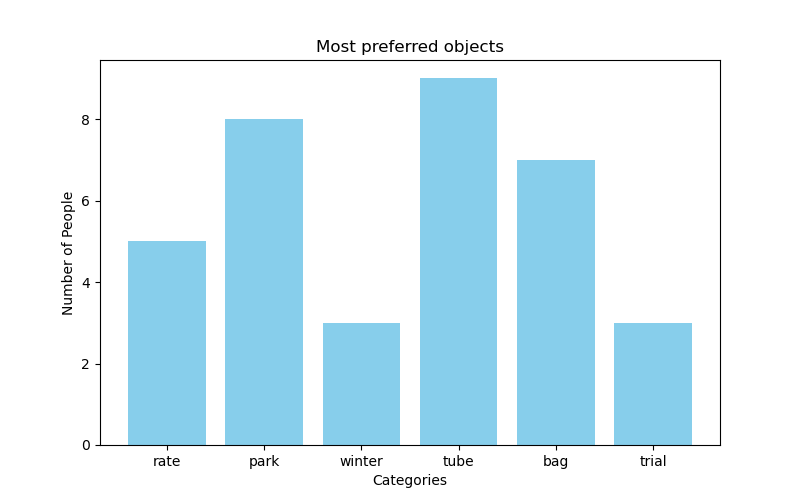 Most preferred objects
Number of People
8
6
4
2
0
rate park winter tube bag trial
Categories